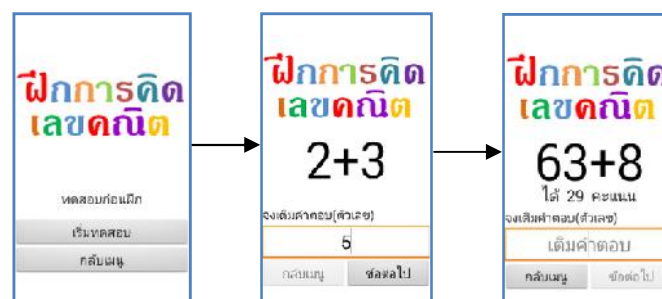 ฝึกการคิด
เลขคณิต
ทดสอบก่อนฝึก
เริ่มทดสอบ
กลับเมนู
ฝึกการคิด
เลขคณิต
2+3
จงเติมคำตอบ(ตัวเลข)
5
กลับเมนู
ข้อต่อไป
ฝึกการคิด
เลขคณิต
63+8
ได้ 29 คะแนน
จงเติมคำตอบ(ตัวเลข)
เติมคำตอบ
กลับเมนู
ข้อต่อไป